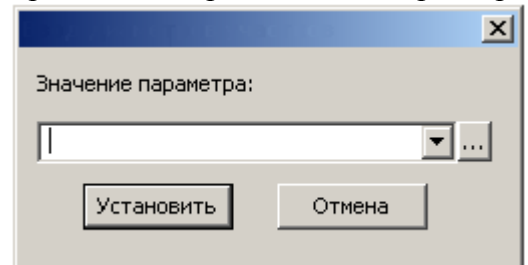 Значение параметра:
...
Установить Отмена